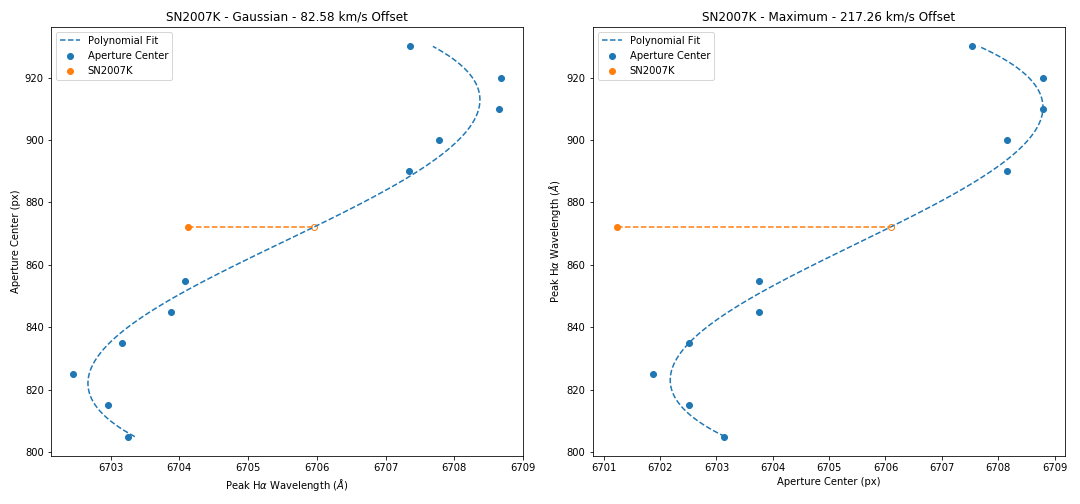 SN2007K - Gaussian - 82.58 km/s Offset
Polynomial Fit
Aperture Center
SN2007K
Aperture Center (px)
920
900
880
860
840
820
800
6703
6704
6705
6706
6707
6708
6709
Peak Hα Wavelength (Å)
SN2007K - Maximum - 217.26 km/s Offset
Polynomial Fit
Aperture Center
SN2007K
Peak Hα Wavelength (Å)
920
900
880
860
840
820
800
6701
6702
6703
6704
6705
6706
6707
6708
6709
Aperture Center (px)